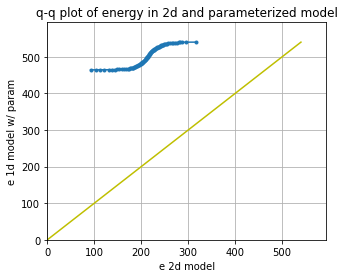 q-q plot of energy in 2d and parameterized model
e 1d model w/ param
500
400
300
200
100
0
0 100 200 300 400 500
e 2d model